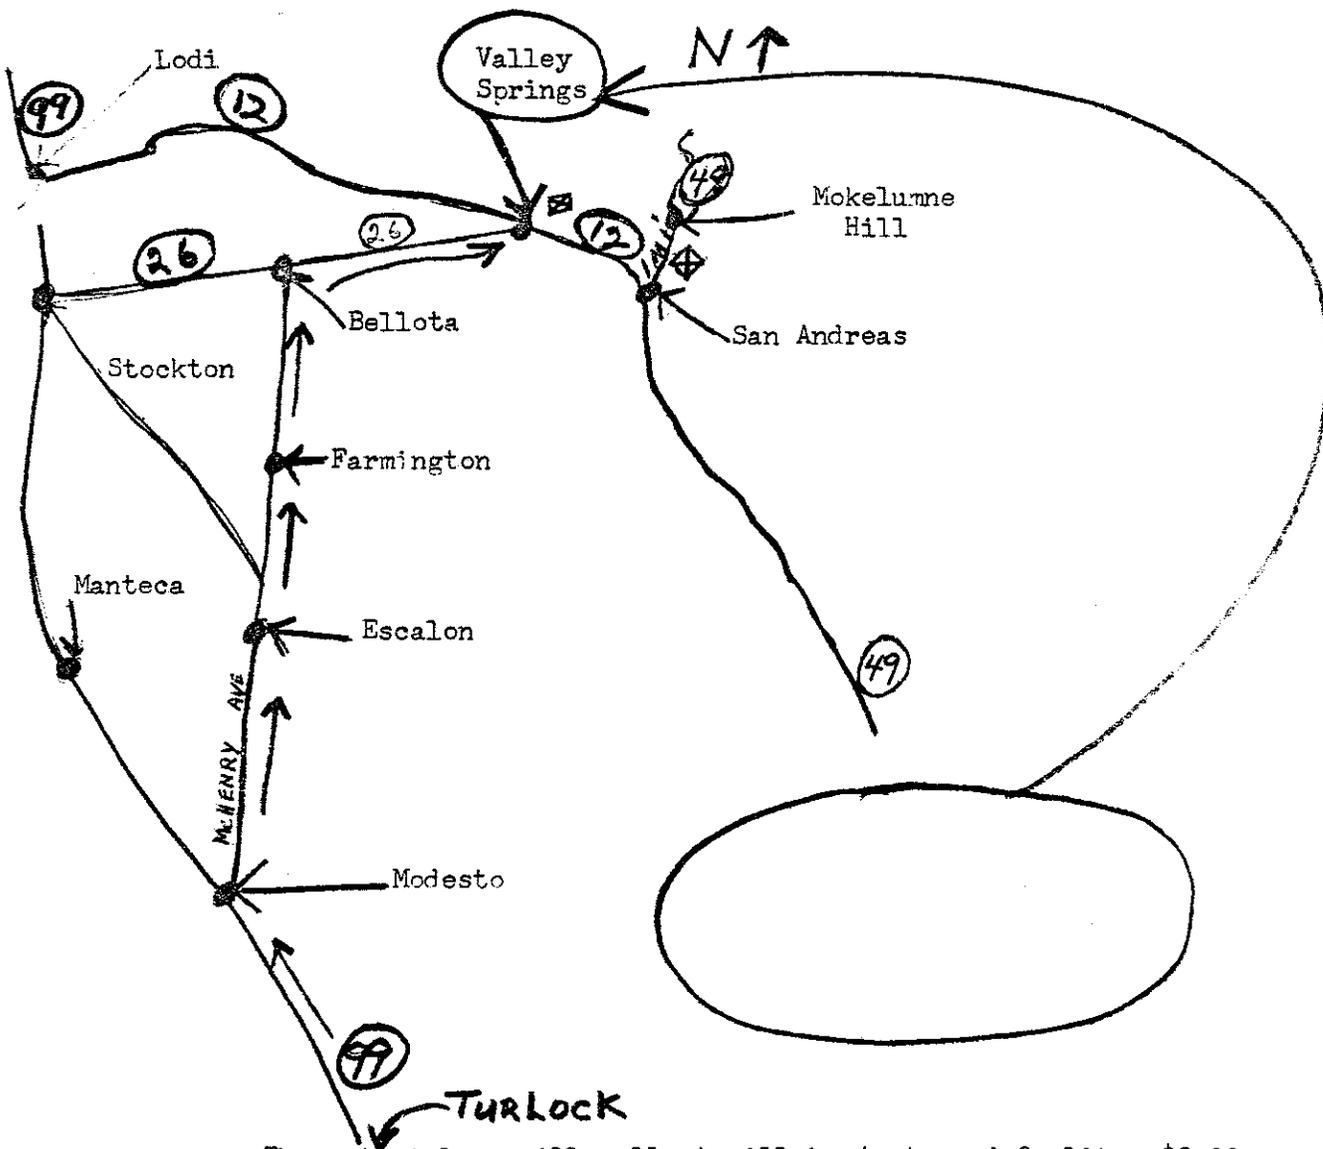 Lodi
99
12
Valley
Springs
N
49
Mokelumne
Hill
26
26
12
Bellota
San Andreas
Stockton
Farmington
Manteca
Escalon
49
McHENRY AVE
Modesto
99
TURLOCK